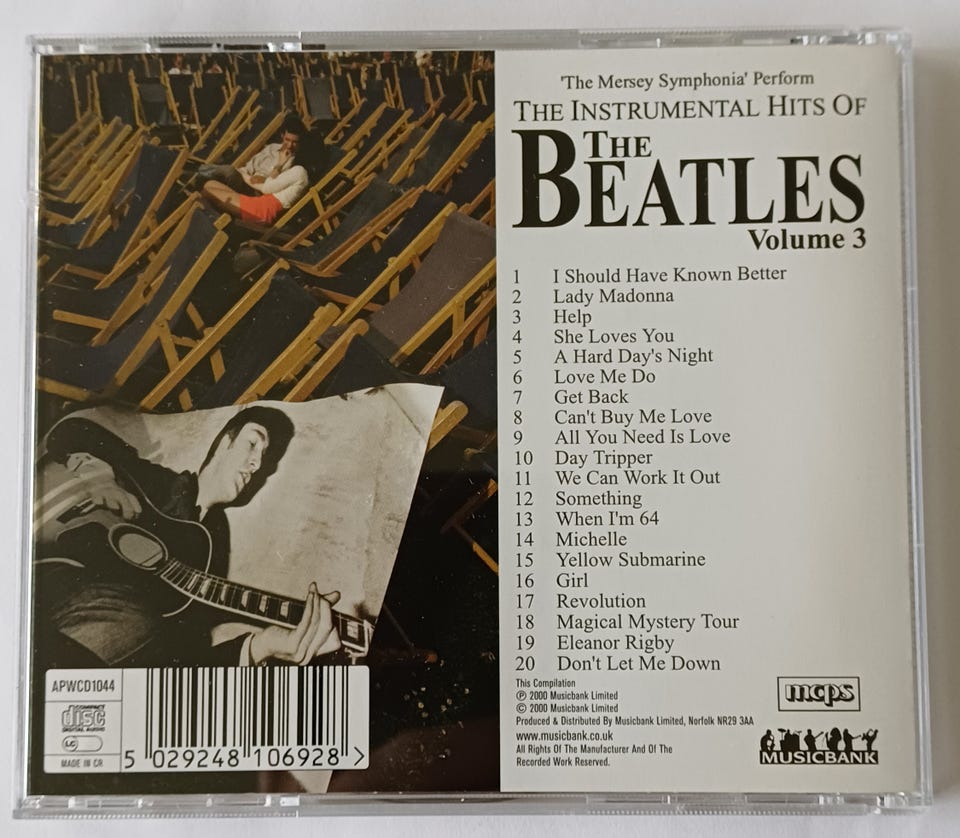 'The Mersey Symphonia' Perform
THE INSTRUMENTAL HITS OF
THE
BEATLES
Volume 3
1 I Should Have Known Better
2 Lady Madonna
3 Help
4 She Loves You
5 A Hard Day's Night
6 Love Me Do
7 Get Back
8 Can't Buy Me Love
9 All You Need Is Love
10 Day Tripper
11 We Can Work It Out
12 Something
13 When I'm 64
14 Michelle
15 Yellow Submarine
16 Girl
17 Revolution
18 Magical Mystery Tour
19 Eleanor Rigby
20 Don't Let Me Down
This Compilation
℗ 2000 Musicbank Limited
© 2000 Musicbank Limited
Produced & Distributed By Musicbank Limited, Norfolk NR29 3AA
www.musicbank.co.uk
All Rights Of The Manufacturer And Of The
Recorded Work Reserved.
mcps
MUSICBANK
APWCD1044
COMPACT
disc
DIGITAL AUDIO
LC
MADE IN CR
5 029248 106928 >